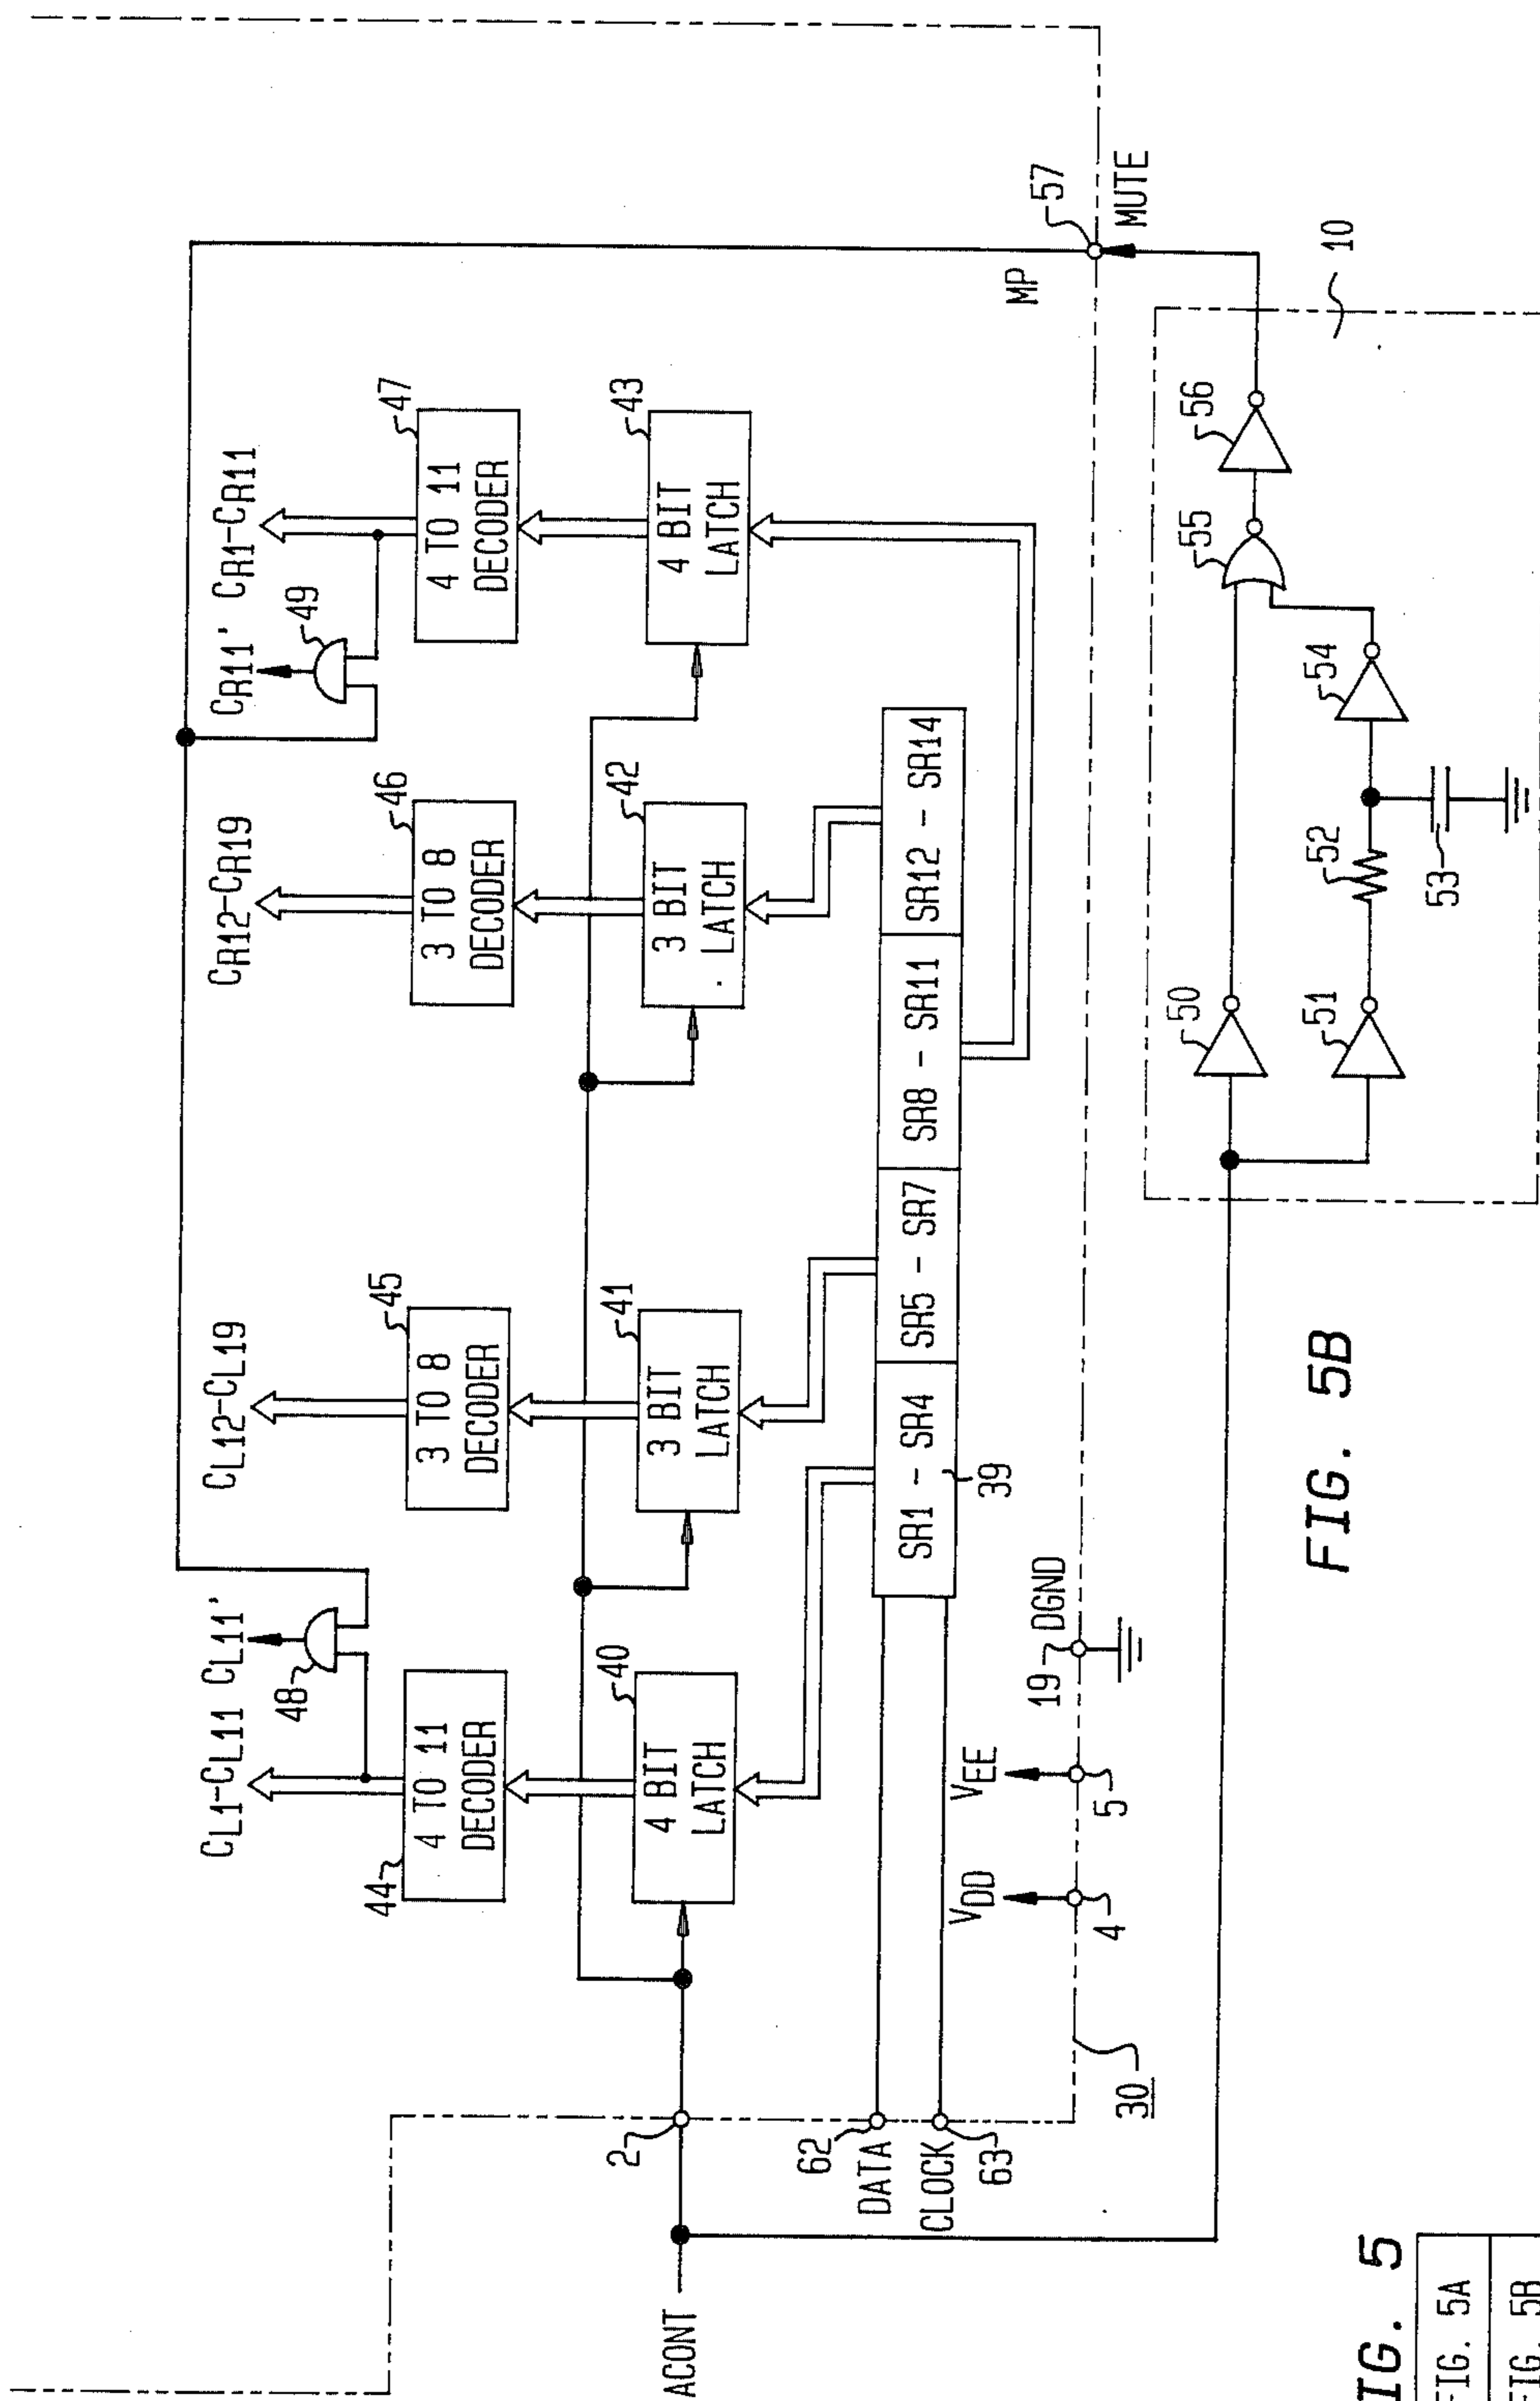 CL1-CL11 CL11'
CL12-CL19
CR12-CR19
CR11' CR1-CR11
48
49
44
4 TO 11
DECODER
45
3 TO 8
DECODER
46
3 TO 8
DECODER
47
4 TO 11
DECODER
40
4 BIT
LATCH
41
3 BIT
LATCH
42
3 BIT
LATCH
43
4 BIT
LATCH
ACONT
2
62
DATA
CLOCK
63
SR1 - SR4
SR5 - SR7
SR8 - SR11
SR12 - SR14
39
VDD
4
VEE
5
19
DGND
30
MP
57
MUTE
10
50
51
52
53
54
55
56
FIG. 5B
IG. 5
FIG. 5A
FIG. 5B